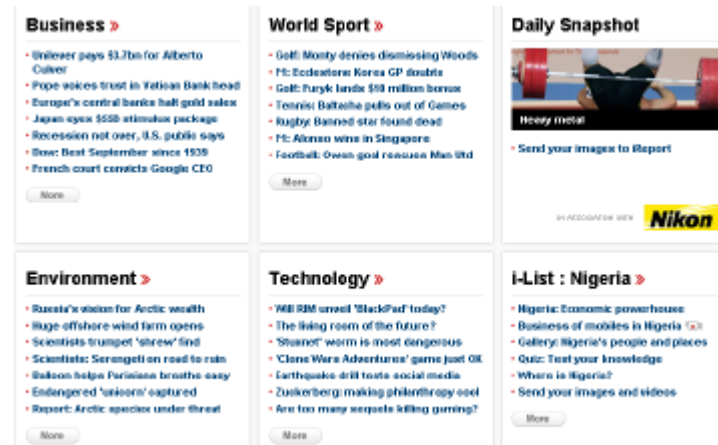 Business »
Unilever pays $3.7bn for Alberto
Culver
Pope voices trust in Vatican Bank head
Europe's central banks halt gold sales
Japan eyes $55B stimulus package
Recession not over, U.S. public says
Dow: Best September since 1939
French court convicts Google CEO
More
World Sport »
Golf: Monty denies dismissing Woods
F1: Ecclestone Korea GP doubts
Golf: Furyk lands $10 million bonus
Tennis: Baltacha pulls out of Games
Rugby: Banned star found dead
F1: Alonso wins in Singapore
Football: Owen goal rescues Man Utd
More
Daily Snapshot
Heavy metal
Send your images to iReport
IN ASSOCIATION WITH
Nikon
Environment »
Russia's vision for Arctic wealth
Huge offshore wind farm opens
Scientists trumpet 'shrew' find
Scientists: Serengeti on road to ruin
Balloon helps Parisians breathe easy
Endangered 'unicorn' captured
Report: Arctic species under threat
More
Technology »
Will RIM unveil 'BlackPad' today?
The living room of the future?
'Stuxnet' worm is most dangerous
'Clone Wars Adventures' game just OK
Earthquake drill tests social media
Zuckerberg: making philanthropy cool
Are too many sequels killing gaming?
More
i-List : Nigeria »
Nigeria: Economic powerhouse
Business of mobiles in Nigeria
Gallery: Nigeria's people and places
Quiz: Test your knowledge
Where is Nigeria?
Send your images and videos
More